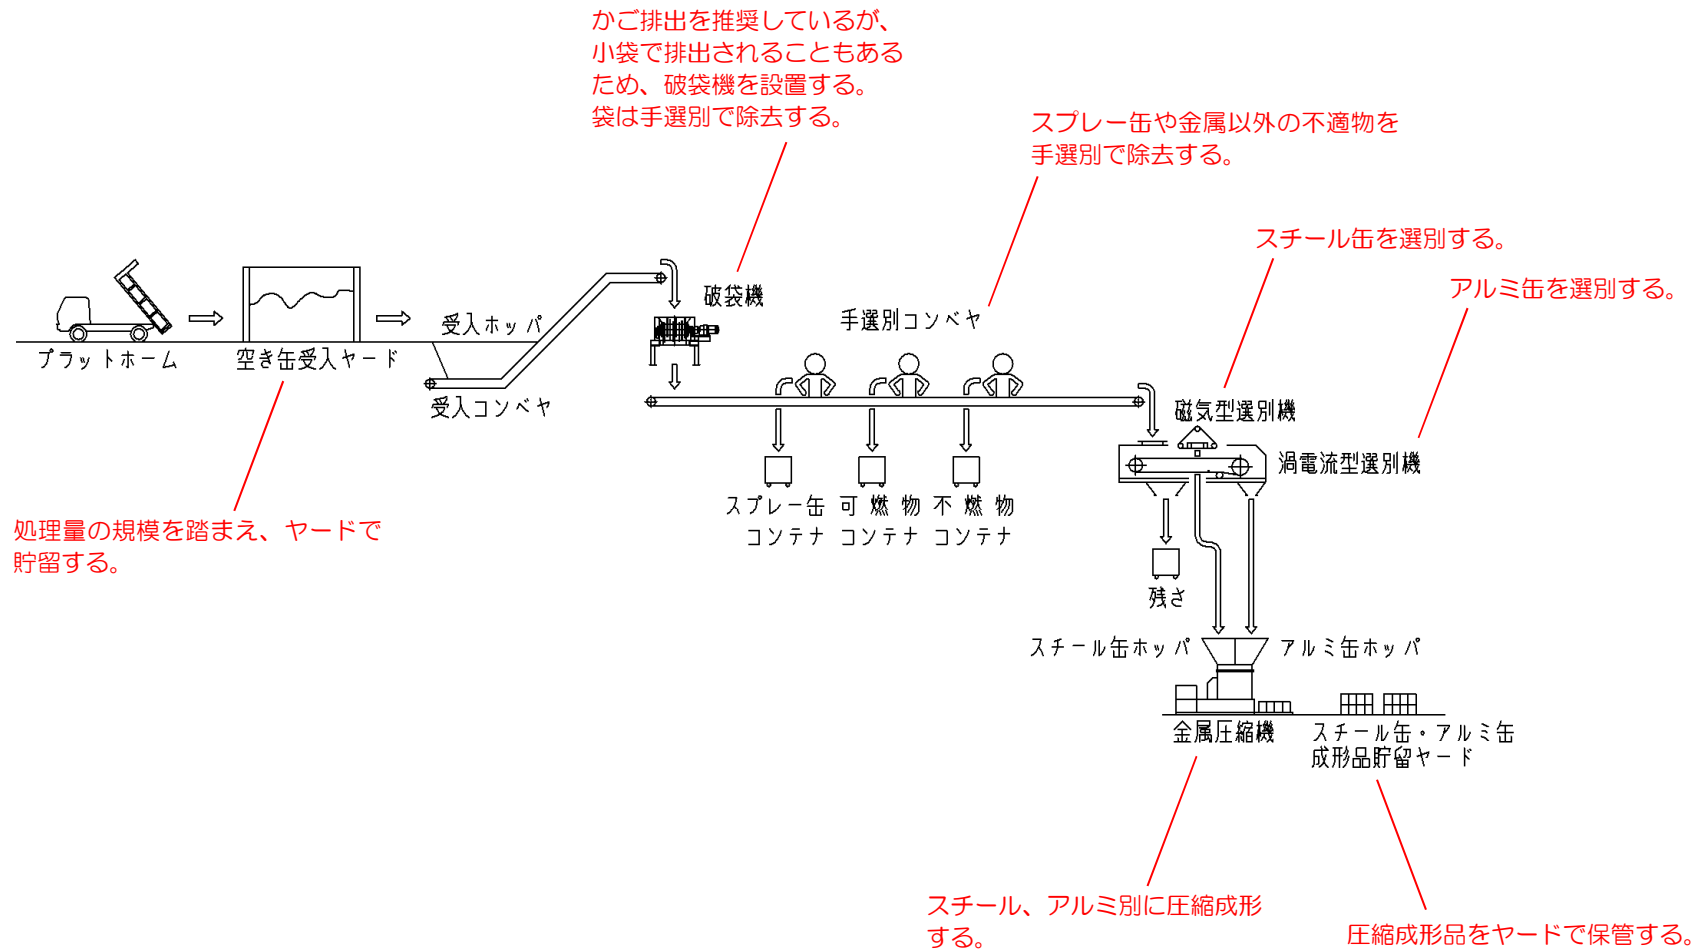 かご排出を推奨しているが、
小袋で排出されることもある
ため、破袋機を設置する。
袋は手選別で除去する。
スプレー缶や金属以外の不適物を
手選別で除去する。
スチール缶を選別する。
アルミ缶を選別する。
破袋機
手選別コンベヤ
受入ホッパ
プラットホーム
空き缶受入ヤード
受入コンベヤ
磁気型選別機
渦電流型選別機
スプレー缶
コンテナ
可燃物
コンテナ
不燃物
コンテナ
処理量の規模を踏まえ、ヤードで
貯留する。
残さ
スチール缶ホッパ
アルミ缶ホッパ
金属圧縮機
スチール缶・アルミ缶
成形品貯留ヤード
スチール、アルミ別に圧縮成形
する。
圧縮成形品をヤードで保管する。